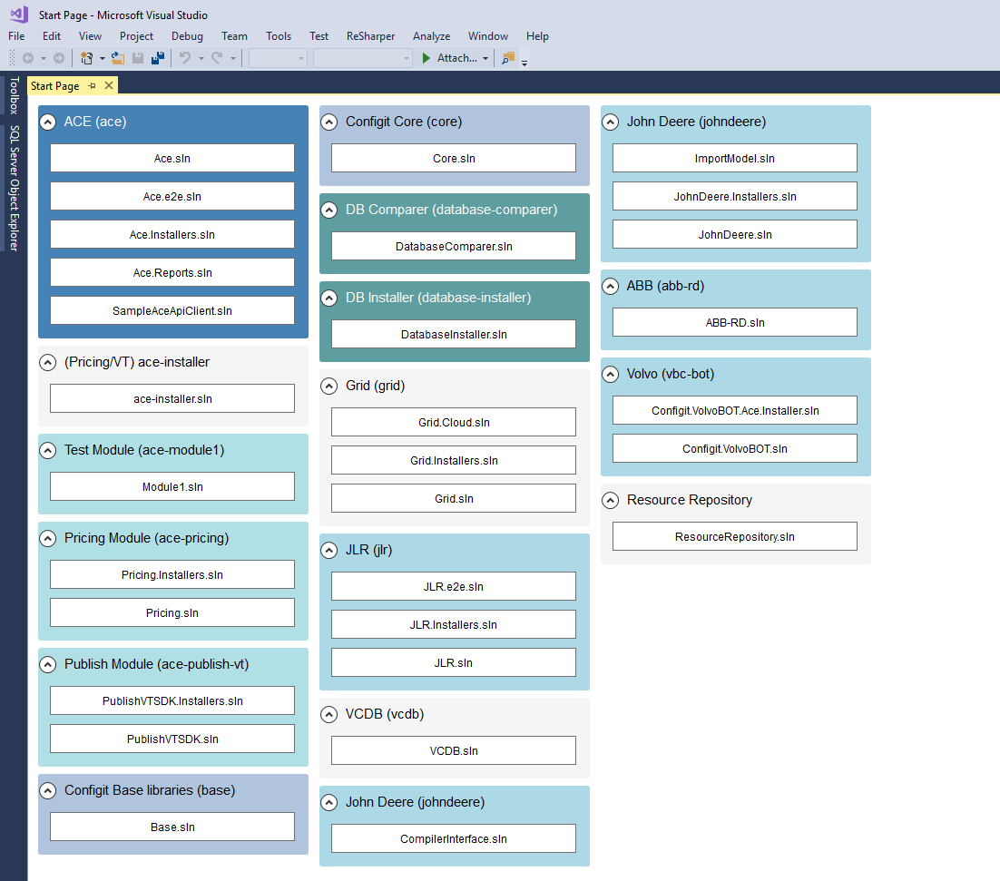 Start Page - Microsoft Visual Studio
File Edit View Project Debug Team Tools Test ReSharper Analyze Window Help
Attach...
Toolbox
SQL Server Object Explorer
Start Page
ACE (ace)
Ace.sln
Ace.e2e.sln
Ace.Installers.sln
Ace.Reports.sln
SampleAceApiClient.sln
(Pricing/VT) ace-installer
ace-installer.sln
Test Module (ace-module1)
Module1.sln
Pricing Module (ace-pricing)
Pricing.Installers.sln
Pricing.sln
Publish Module (ace-publish-vt)
PublishVTSDK.Installers.sln
PublishVTSDK.sln
Configit Base libraries (base)
Base.sln
Configit Core (core)
Core.sln
DB Comparer (database-comparer)
DatabaseComparer.sln
DB Installer (database-installer)
DatabaseInstaller.sln
Grid (grid)
Grid.Cloud.sln
Grid.Installers.sln
Grid.sln
JLR (jlr)
JLR.e2e.sln
JLR.Installers.sln
JLR.sln
VCDB (vcdb)
VCDB.sln
John Deere (johndeere)
CompilerInterface.sln
John Deere (johndeere)
ImportModel.sln
JohnDeere.Installers.sln
JohnDeere.sln
ABB (abb-rd)
ABB-RD.sln
Volvo (vbc-bot)
Configit.VolvoBOT.Ace.Installer.sln
Configit.VolvoBOT.sln
Resource Repository
ResourceRepository.sln